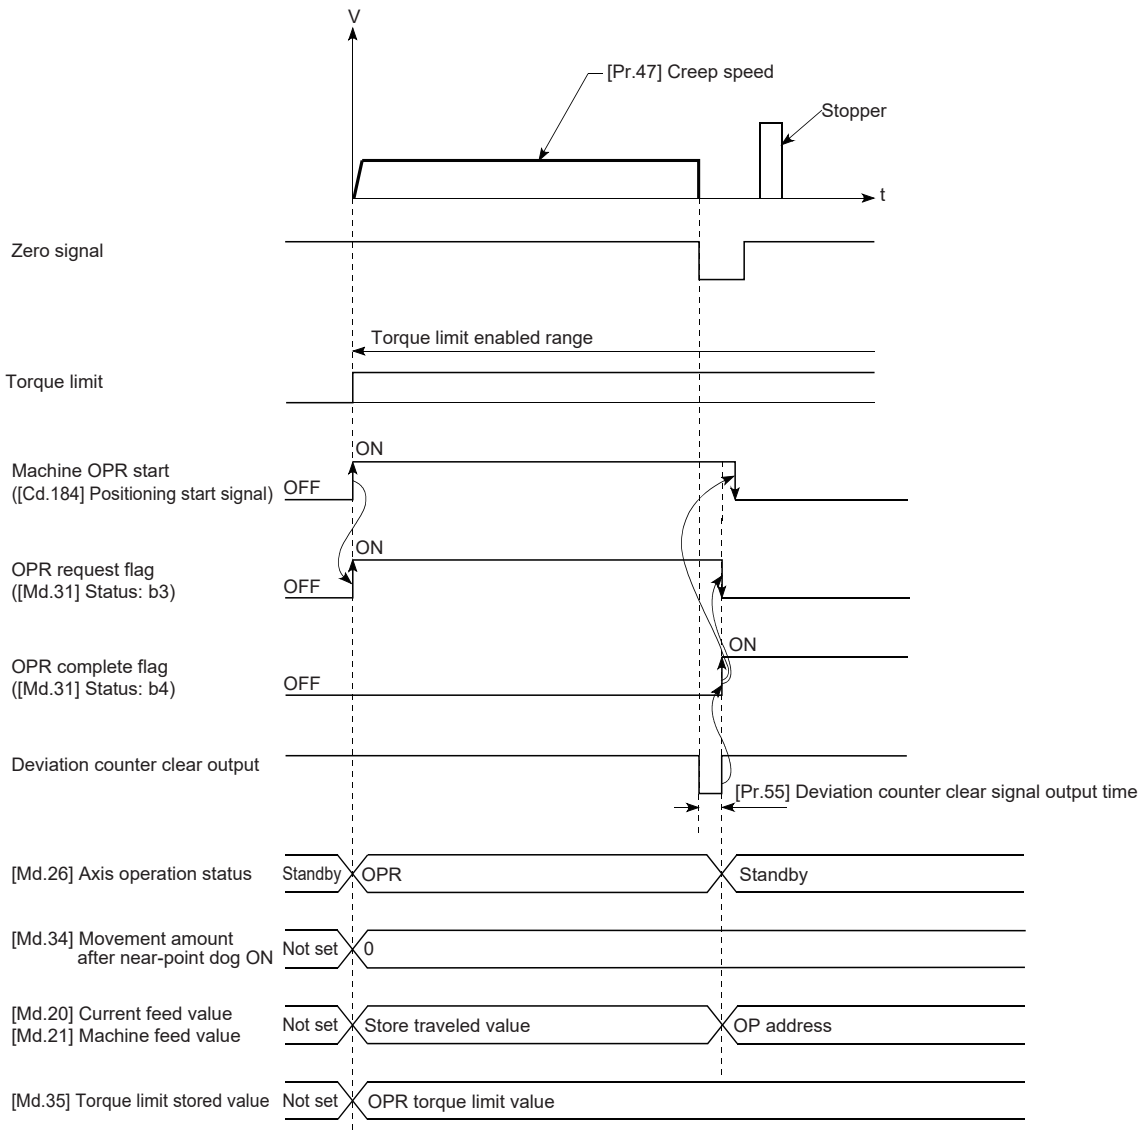 V
[Pr.47] Creep speed
Stopper
t
Zero signal
Torque limit enabled range
Torque limit
ON
Machine OPR start
([Cd.184] Positioning start signal)
OFF
ON
OPR request flag
([Md.31] Status: b3)
OFF
ON
OPR complete flag
([Md.31] Status: b4)
OFF
Deviation counter clear output
[Pr.55] Deviation counter clear signal output time
[Md.26] Axis operation status
Standby
OPR
Standby
[Md.34] Movement amount
after near-point dog ON
Not set
0
[Md.20] Current feed value
[Md.21] Machine feed value
Not set
Store traveled value
OP address
[Md.35] Torque limit stored value
Not set
OPR torque limit value